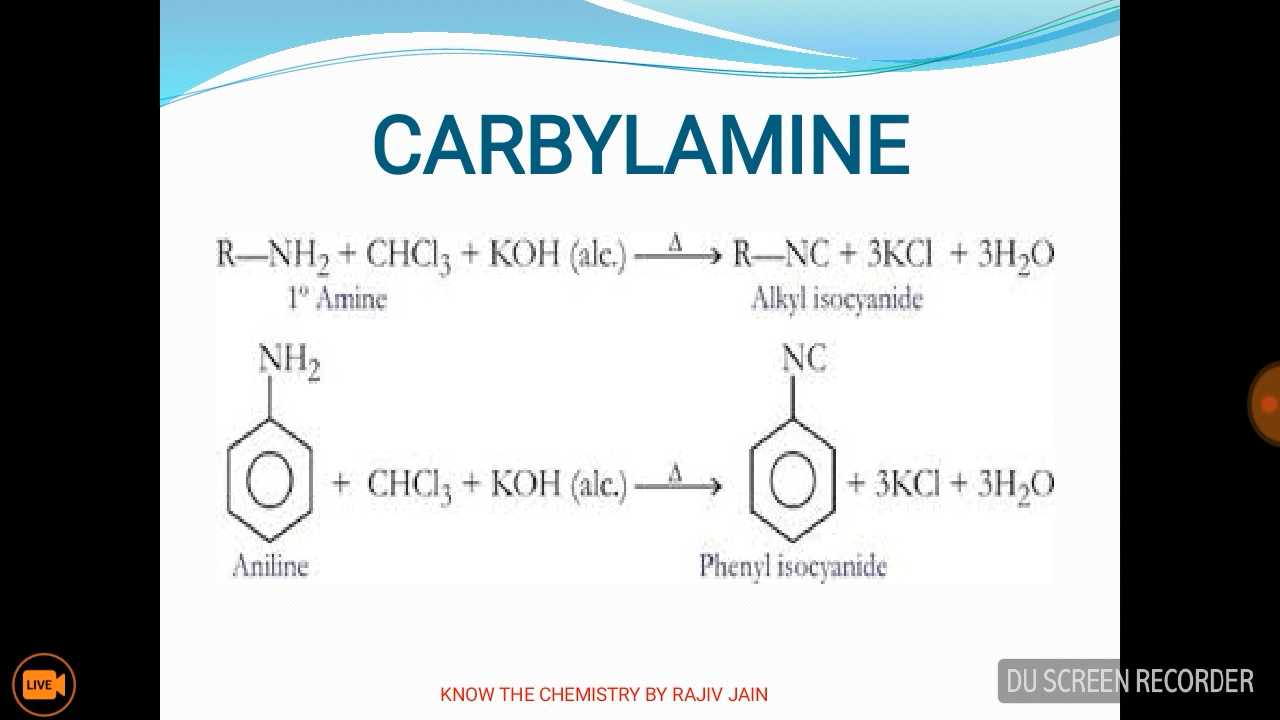 CARBYLAMINE
R—NH₂ + CHCl₃ + KOH (alc.) —Δ→ R—NC + 3KCl + 3H₂O
1° Amine Alkyl isocyanide
NH₂ NC
+ CHCl₃ + KOH (alc.) —Δ→ + 3KCl + 3H₂O
Aniline Phenyl isocyanide
LIVE
KNOW THE CHEMISTRY BY RAJIV JAIN
DU SCREEN RECORDER